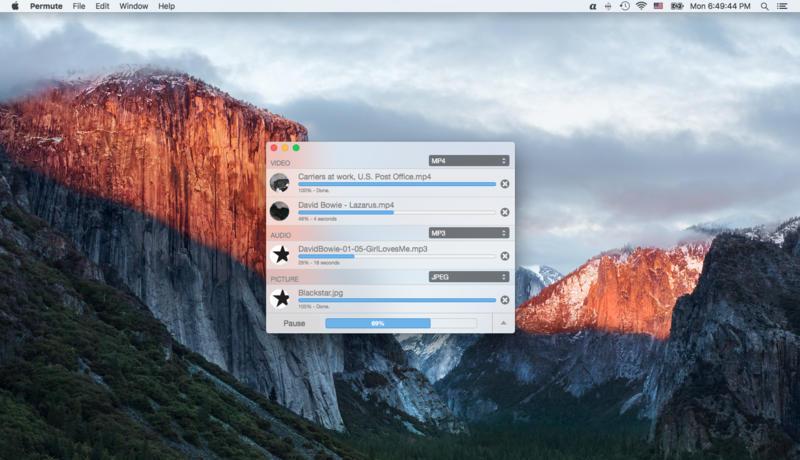 Permute File Edit Window Help Mon 6:49:44 PM
VIDEO MP4
Carriers at work, U.S. Post Office.mp4
100% - Done.
David Bowie - Lazarus.mp4
48% - 4 seconds
AUDIO MP3
DavidBowie-01-05-GirlLovesMe.mp3
28% - 18 seconds
PICTURE JPEG
Blackstar.jpg
100% - Done.
Pause 69%